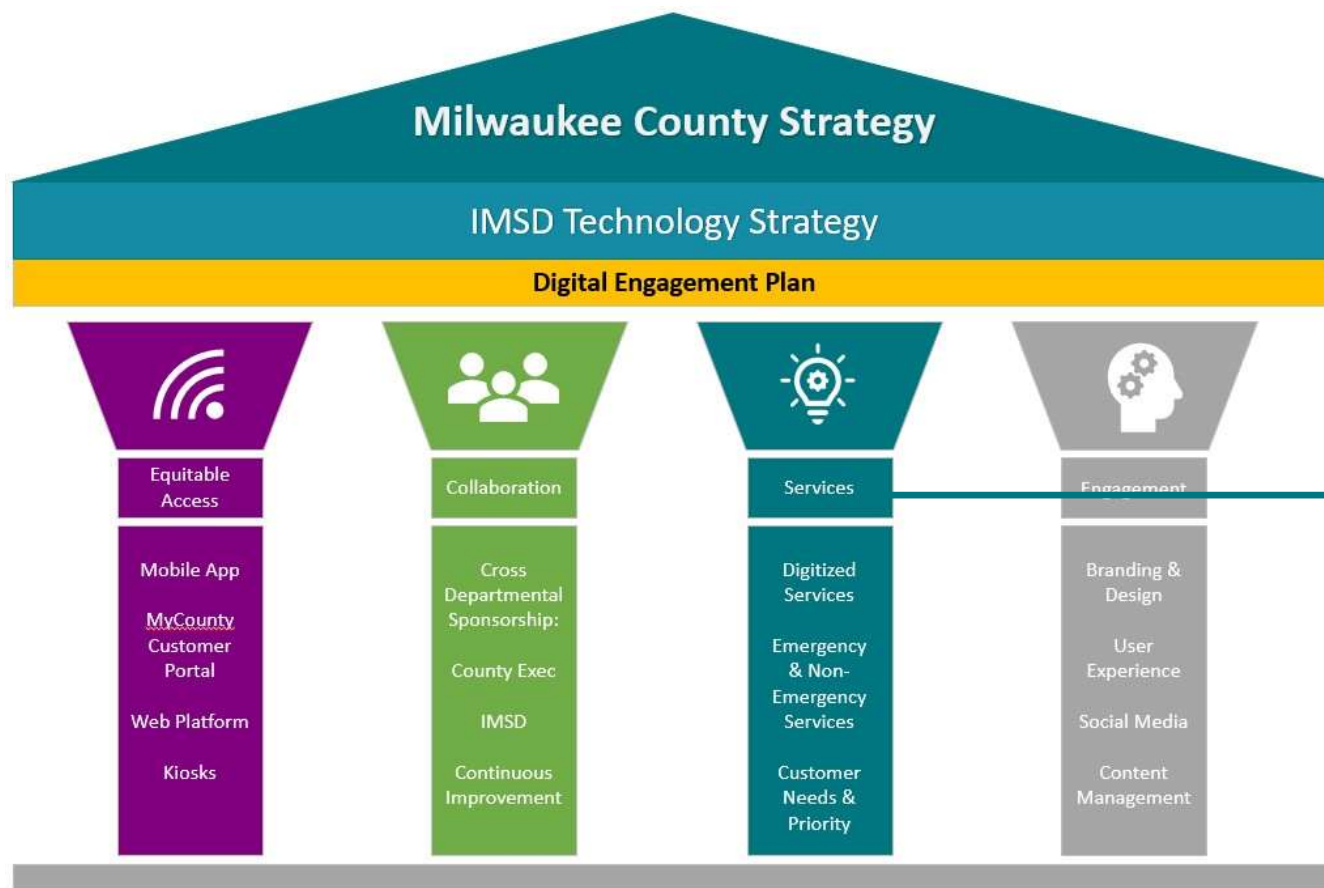 Milwaukee County Strategy
IMSD Technology Strategy
Digital Engagement Plan
Equitable
Access
Mobile App
MyCounty
Customer
Portal
Web Platform
Kiosks
Collaboration
Cross
Departmental
Sponsorship:
County Exec
IMSD
Continuous
Improvement
Services
Digitized
Services
Emergency
& Non-
Emergency
Services
Customer
Needs &
Priority
Engagement
Branding &
Design
User
Experience
Social Media
Content
Management